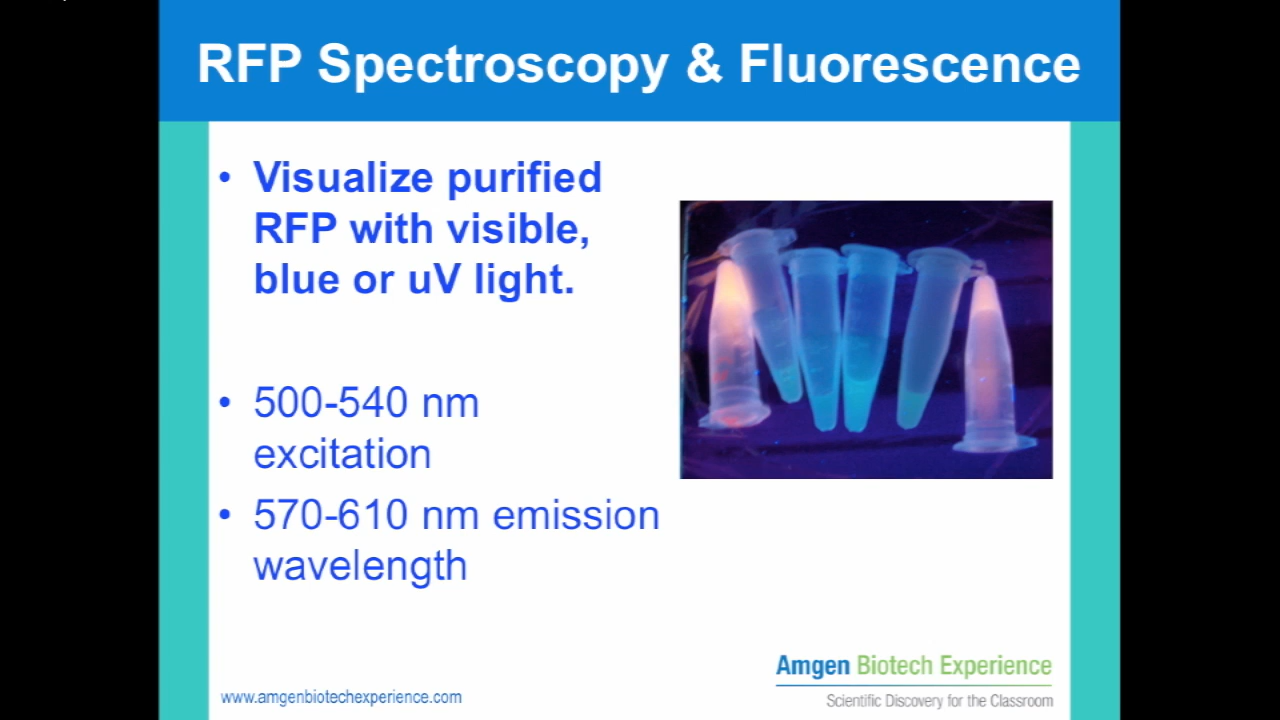 RFP Spectroscopy & Fluorescence
• Visualize purified
RFP with visible,
blue or uV light.
• 500-540 nm
excitation
• 570-610 nm emission
wavelength
Amgen Biotech Experience
Scientific Discovery for the Classroom
www.amgenbiotechexperience.com